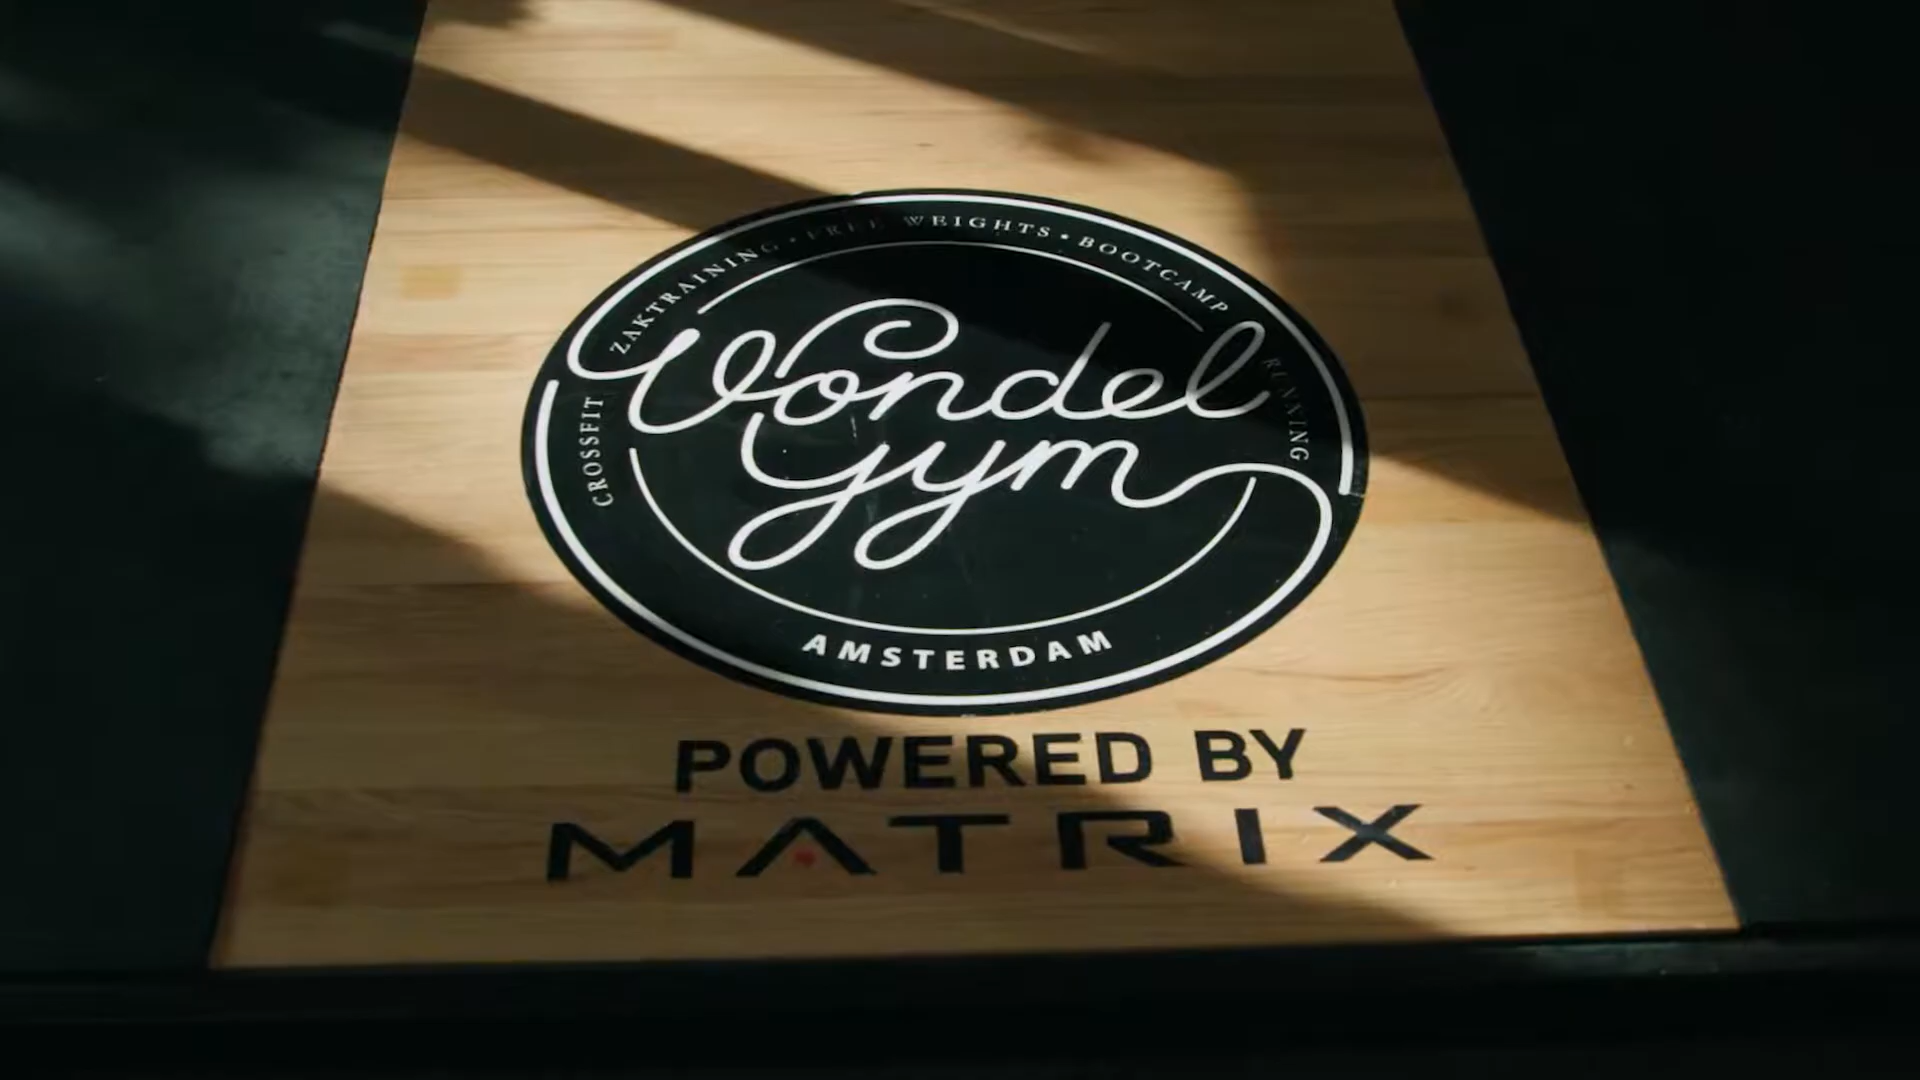 CROSSFIT
ZAKTRAINING • FREE WEIGHTS • BOOTCAMP
RUNNING
Vondel
gym
AMSTERDAM
POWERED BY
MATRIX